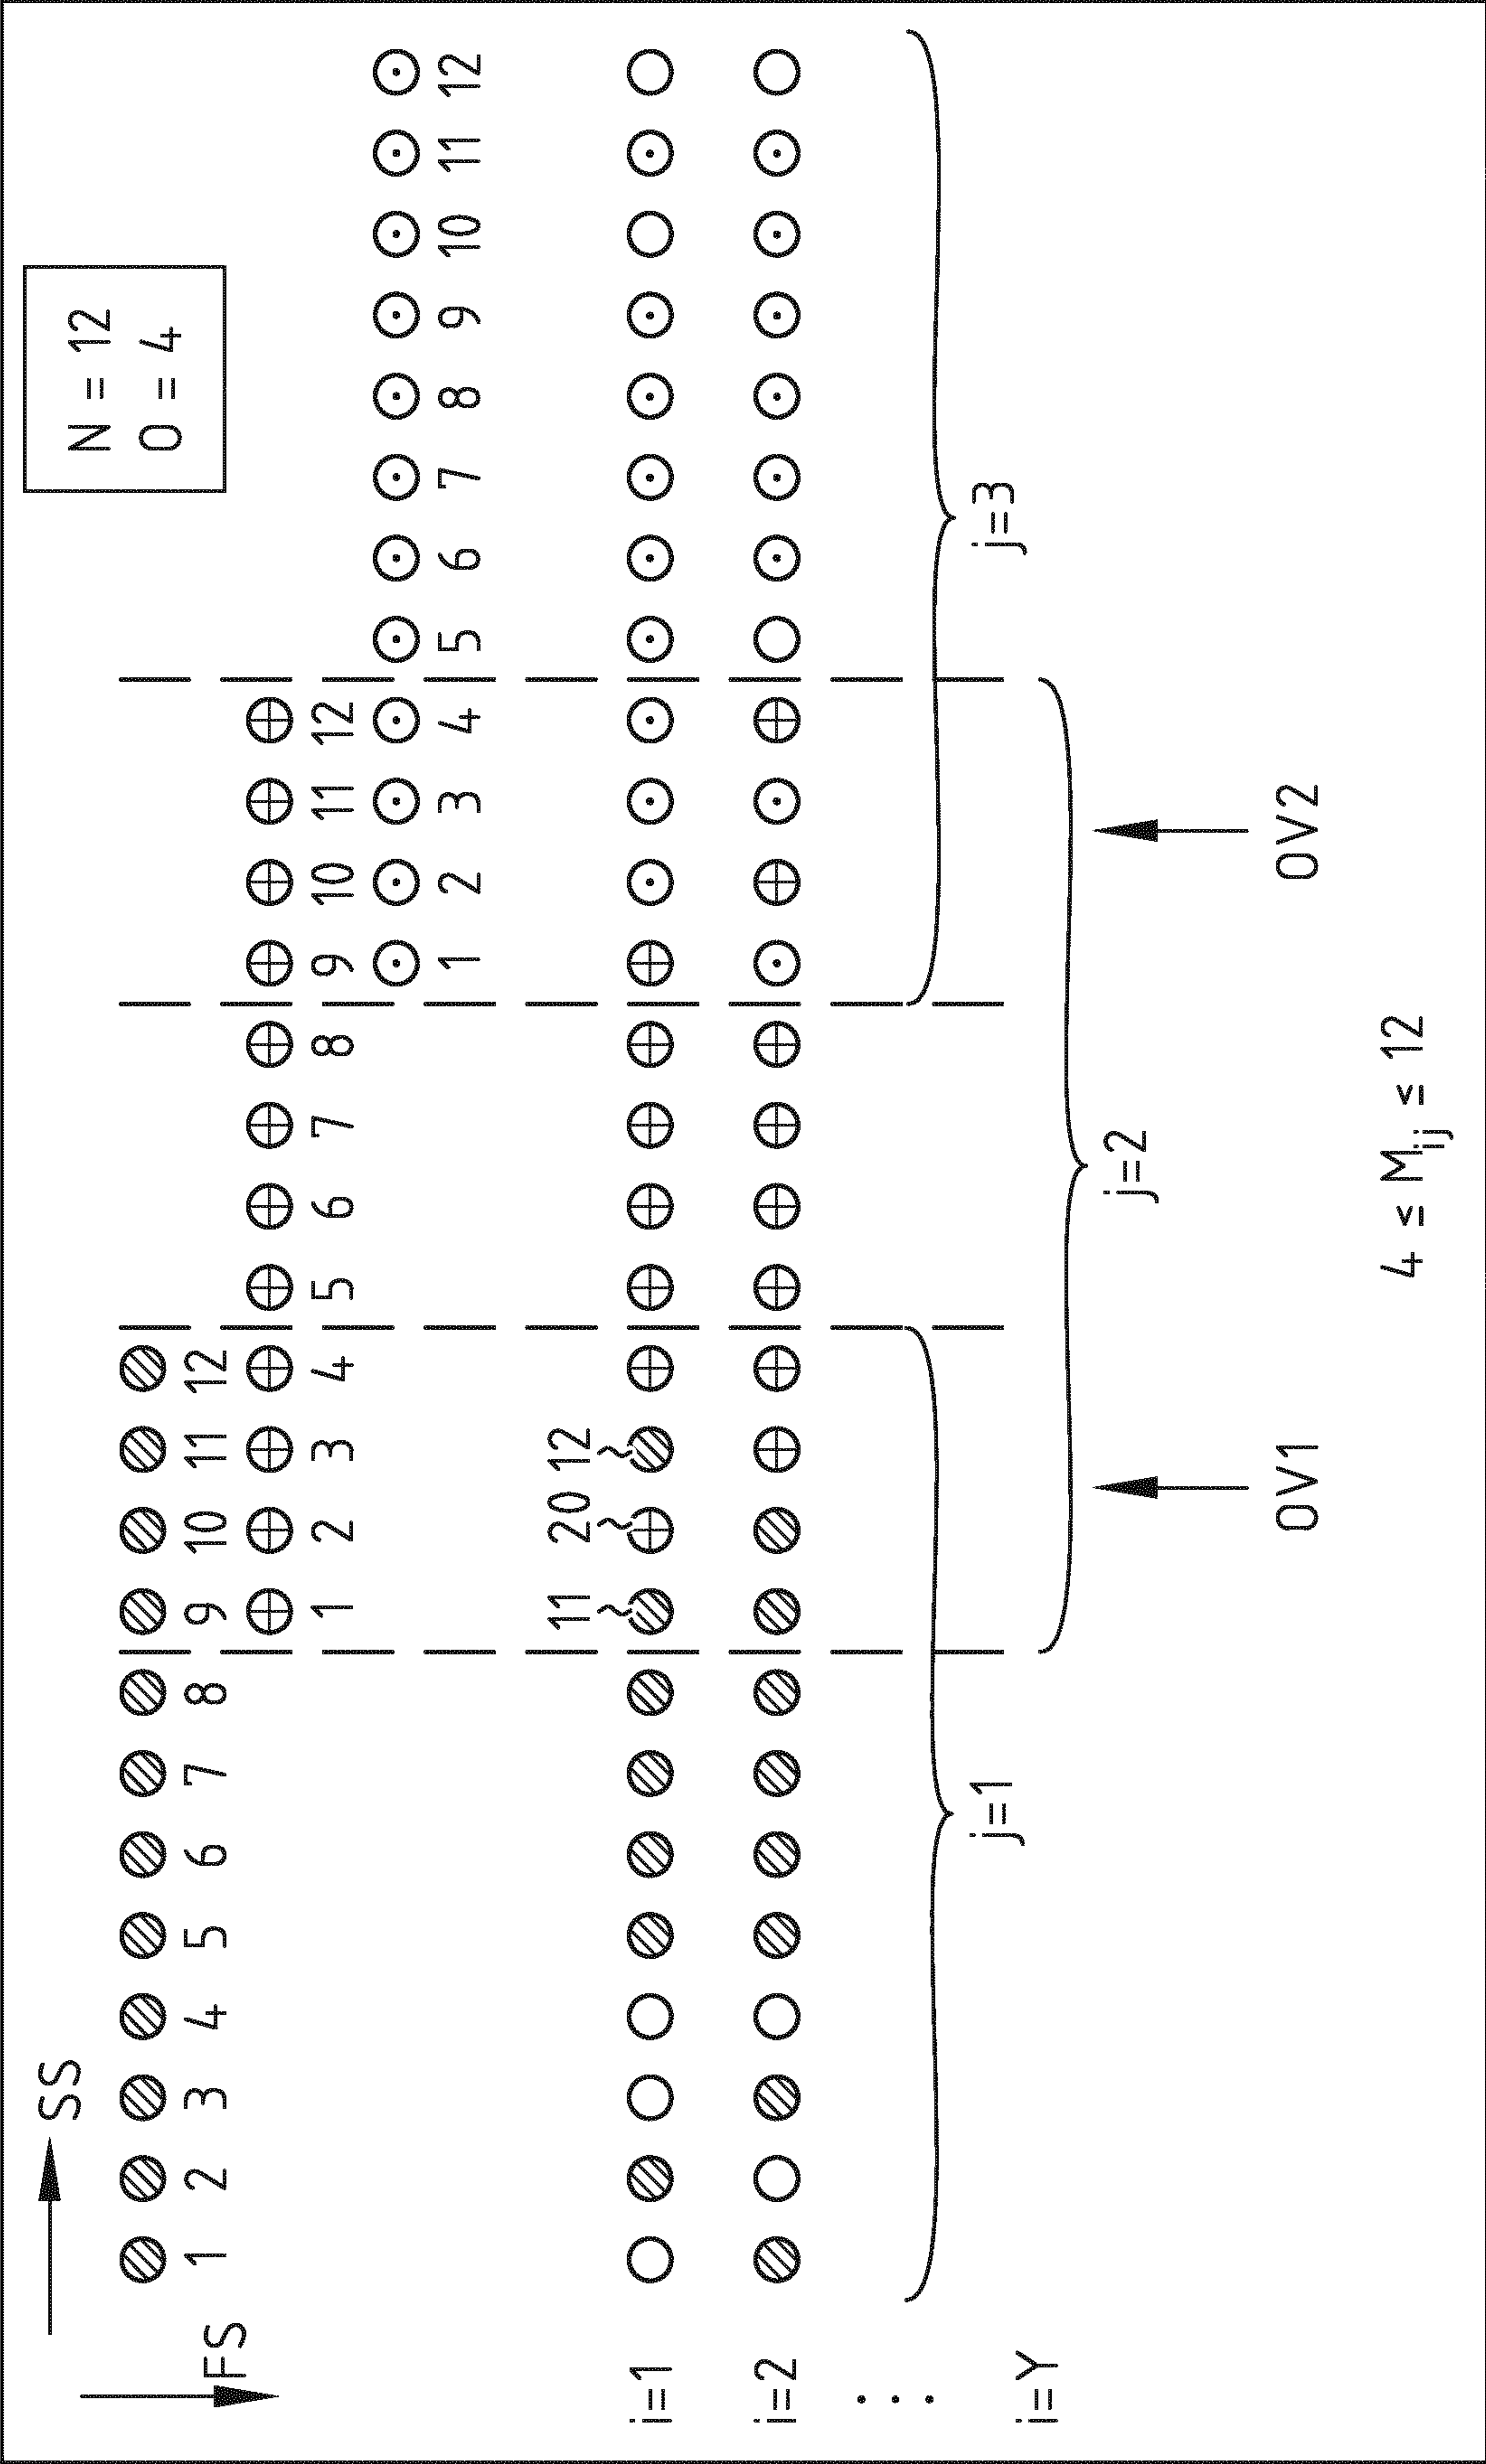 SS
N = 12
O = 4
FS
1 2 3 4 5 6 7 8 9 10 11 12
1 2 3 4 5 6 7 8 9 10 11 12
1 2 3 4 5 6 7 8 9 10 11 12
11 20 12
i=1
i=2
i=Y
j=1
j=3
j=2
OV1
OV2
4 ≤ Mij ≤ 12